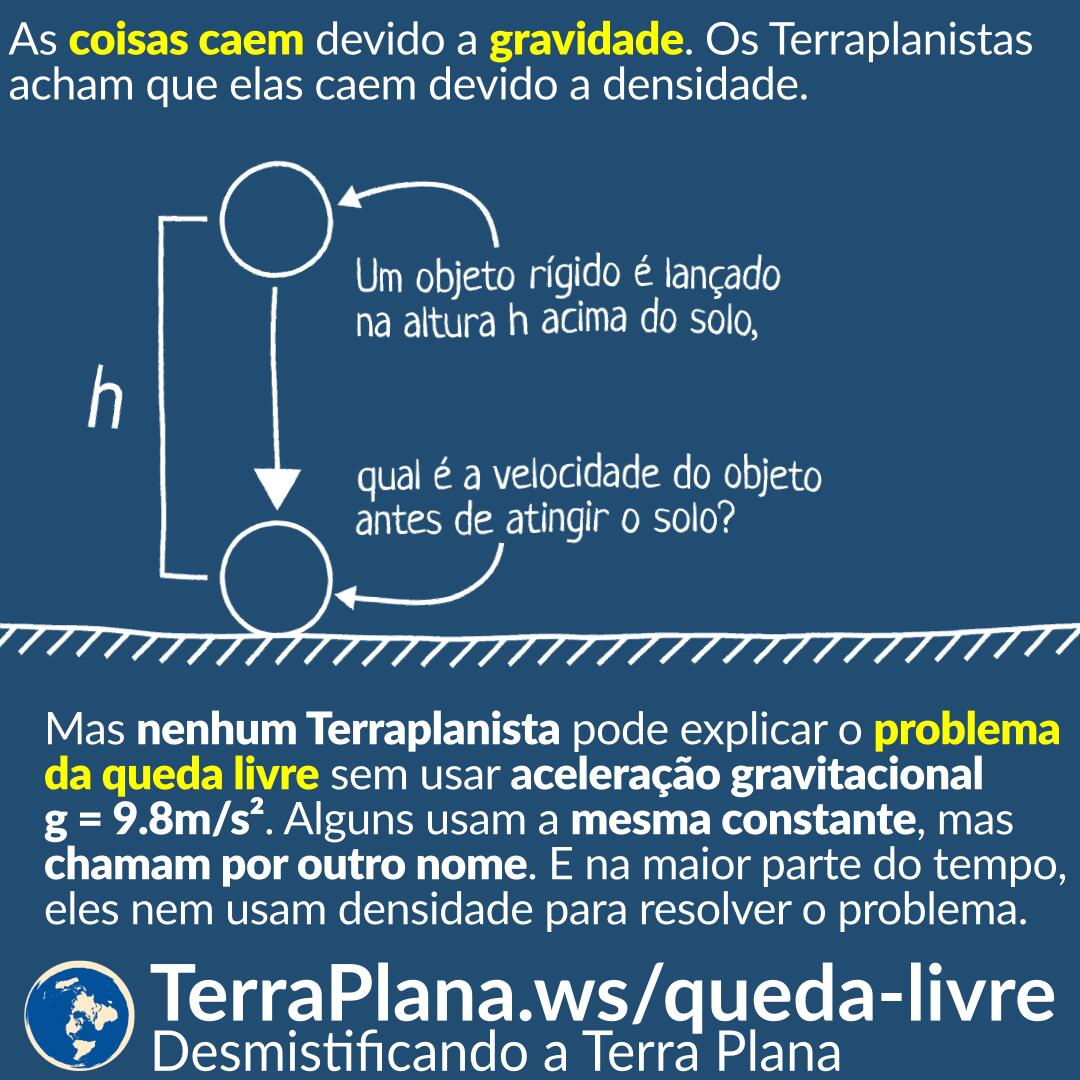 As coisas caem devido a gravidade. Os Terraplanistas
acham que elas caem devido a densidade.
Um objeto rígido é lançado
na altura h acima do solo,
h
qual é a velocidade do objeto
antes de atingir o solo?
Mas nenhum Terraplanista pode explicar o problema
da queda livre sem usar aceleração gravitacional
g = 9.8m/s². Alguns usam a mesma constante, mas
chamam por outro nome. E na maior parte do tempo,
eles nem usam densidade para resolver o problema.
TerraPlana.ws/queda-livre
Desmistificando a Terra Plana